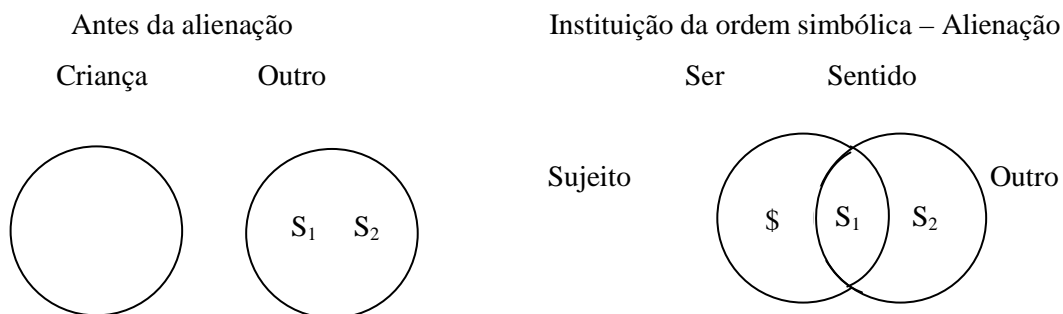 Antes da alienação
Instituição da ordem simbólica – Alienação
Criança Outro
Ser Sentido
Sujeito Outro
S₁ S₂
$ S₁ S₂